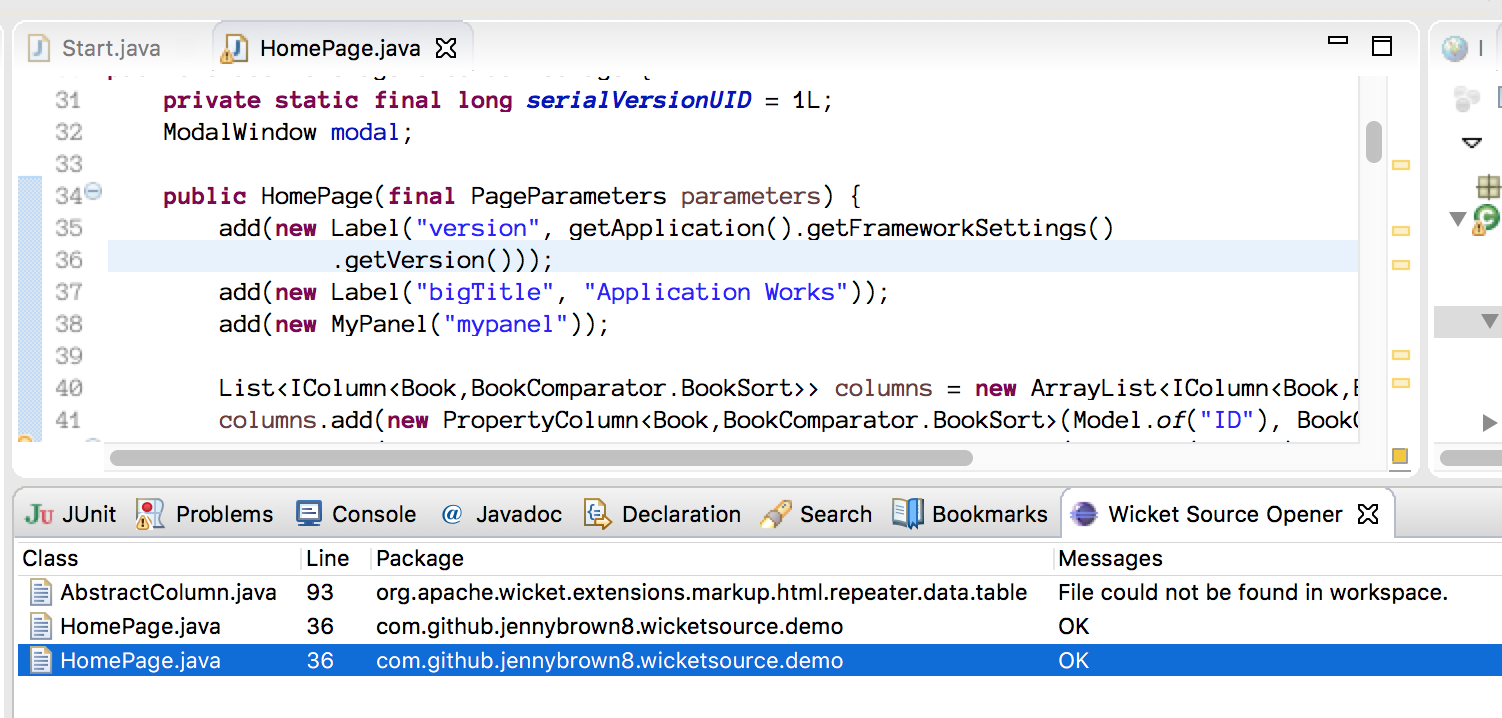 Start.java HomePage.java
31 private static final long serialVersionUID = 1L;
32 ModalWindow modal;
33
34 public HomePage(final PageParameters parameters) {
35 add(new Label("version", getApplication().getFrameworkSettings()
36 .getVersion()));
37 add(new Label("bigTitle", "Application Works"));
38 add(new MyPanel("mypanel"));
39
40 List<IColumn<Book,BookComparator.BookSort>> columns = new ArrayList<IColumn<Book,
41 columns.add(new PropertyColumn<Book,BookComparator.BookSort>(Model.of("ID"), Book
JUnit Problems Console @ Javadoc Declaration Search Bookmarks Wicket Source Opener
Class Line Package Messages
AbstractColumn.java 93 org.apache.wicket.extensions.markup.html.repeater.data.table File could not be found in workspace.
HomePage.java 36 com.github.jennybrown8.wicketsource.demo OK
HomePage.java 36 com.github.jennybrown8.wicketsource.demo OK